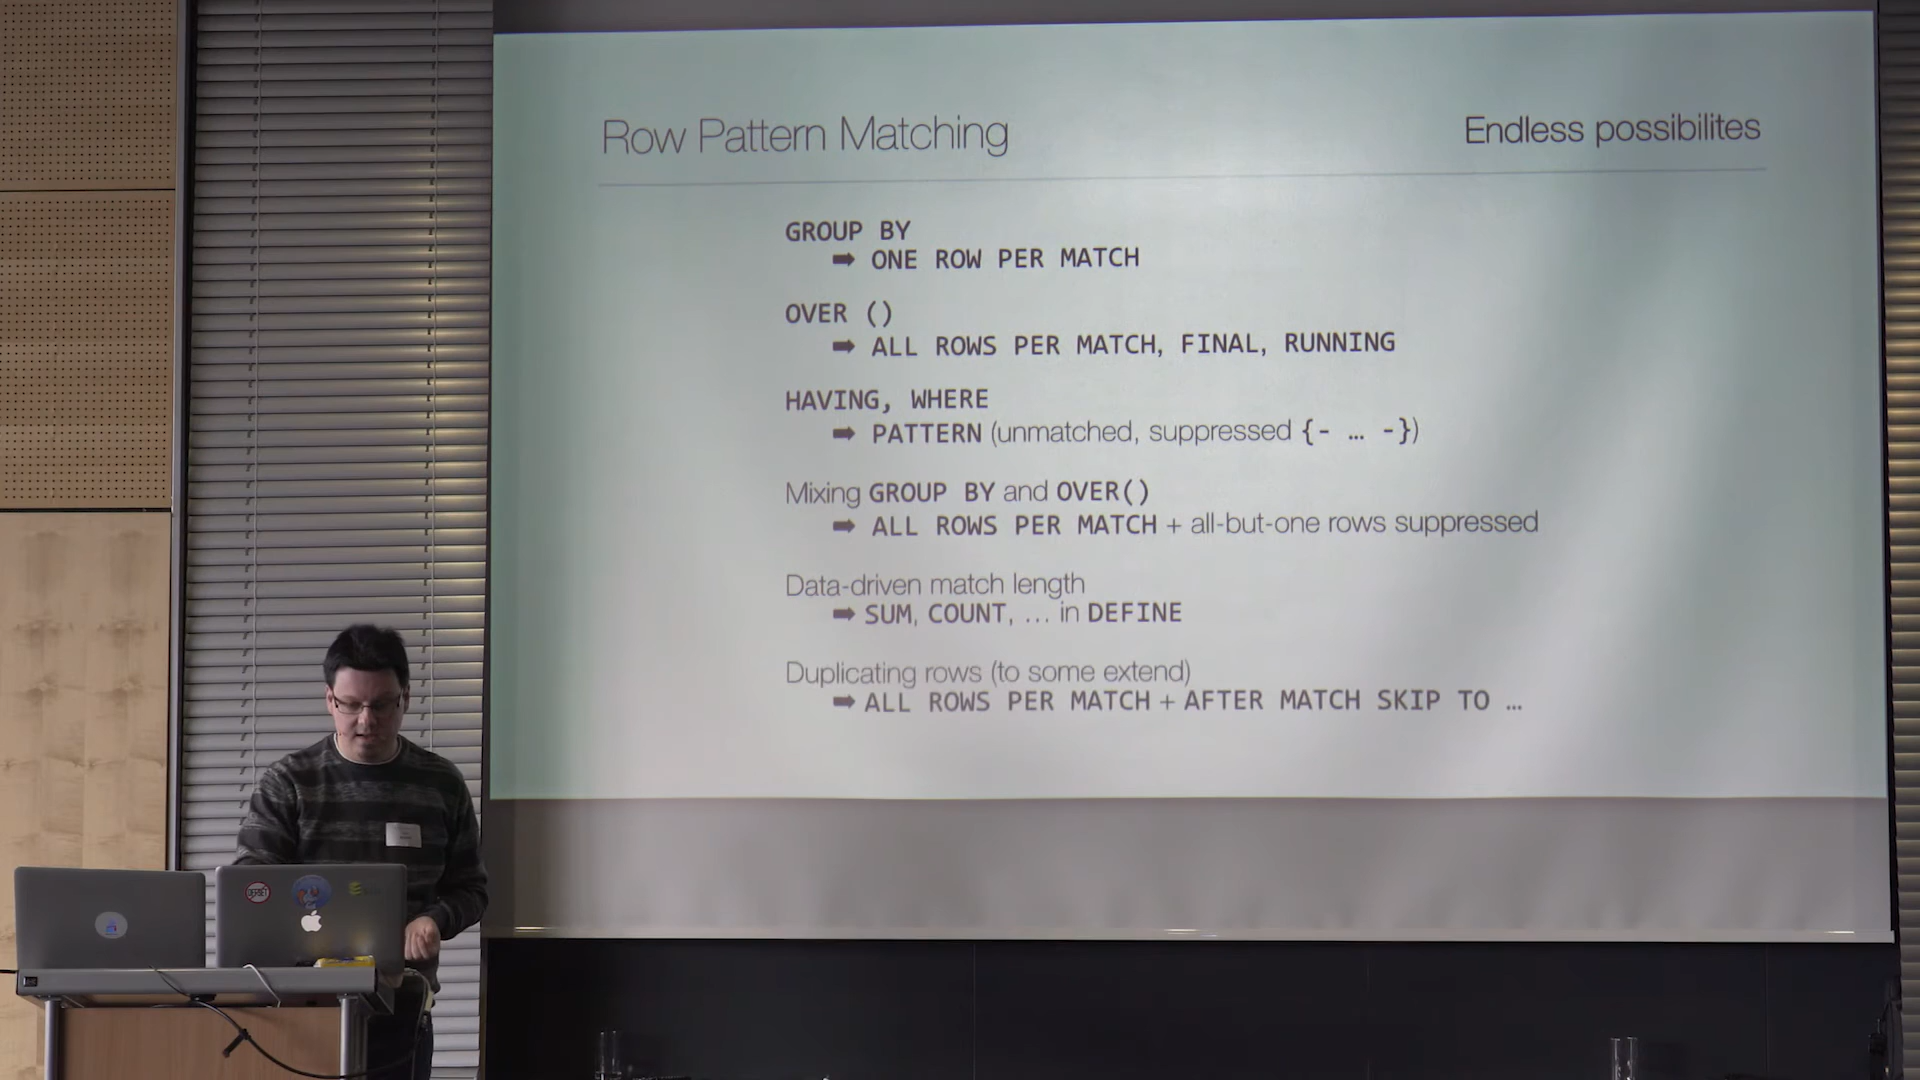 Row Pattern Matching
Endless possibilites
GROUP BY
➡ ONE ROW PER MATCH
OVER ()
➡ ALL ROWS PER MATCH, FINAL, RUNNING
HAVING, WHERE
➡ PATTERN (unmatched, suppressed {- … -})
Mixing GROUP BY and OVER()
➡ ALL ROWS PER MATCH + all-but-one rows suppressed
Data-driven match length
➡ SUM, COUNT, … in DEFINE
Duplicating rows (to some extend)
➡ ALL ROWS PER MATCH + AFTER MATCH SKIP TO …